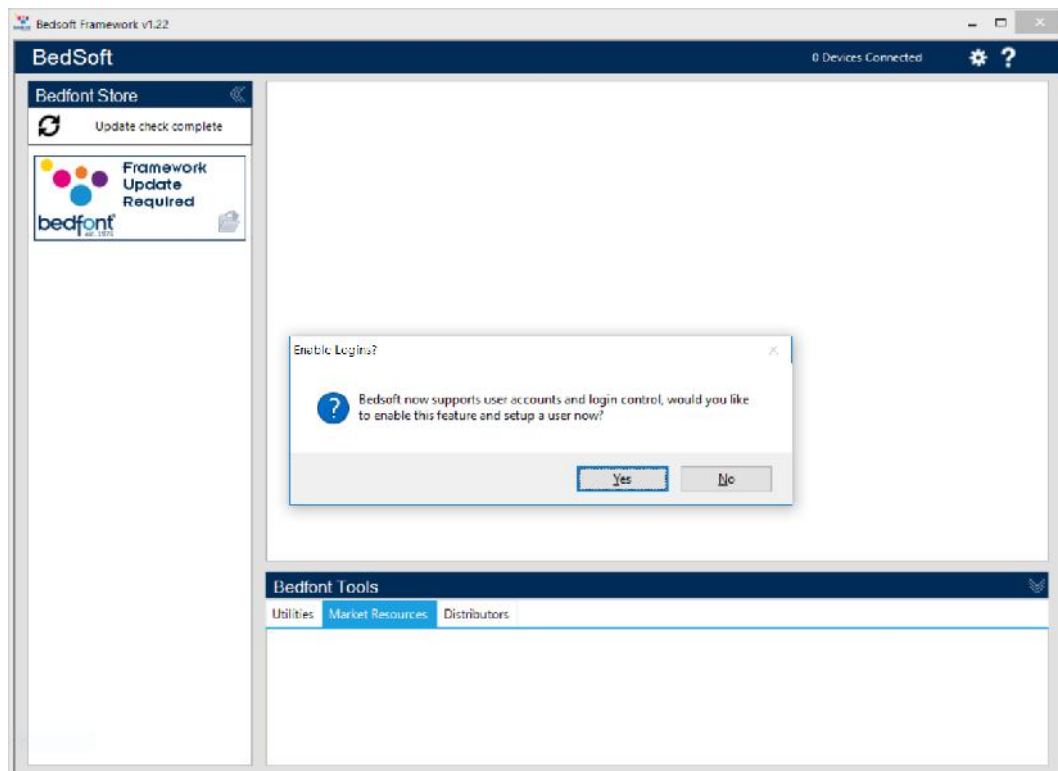 Bedsoft Framework v1.22
BedSoft
0 Devices Connected
?
Bedfont Store
Update check complete
Framework
Update
Required
bedfont
Enable Logins?
?
Bedsoft now supports user accounts and login control, would you like
to enable this feature and setup a user now?
Yes
No
Bedfont Tools
Utilities Market Resources Distributors